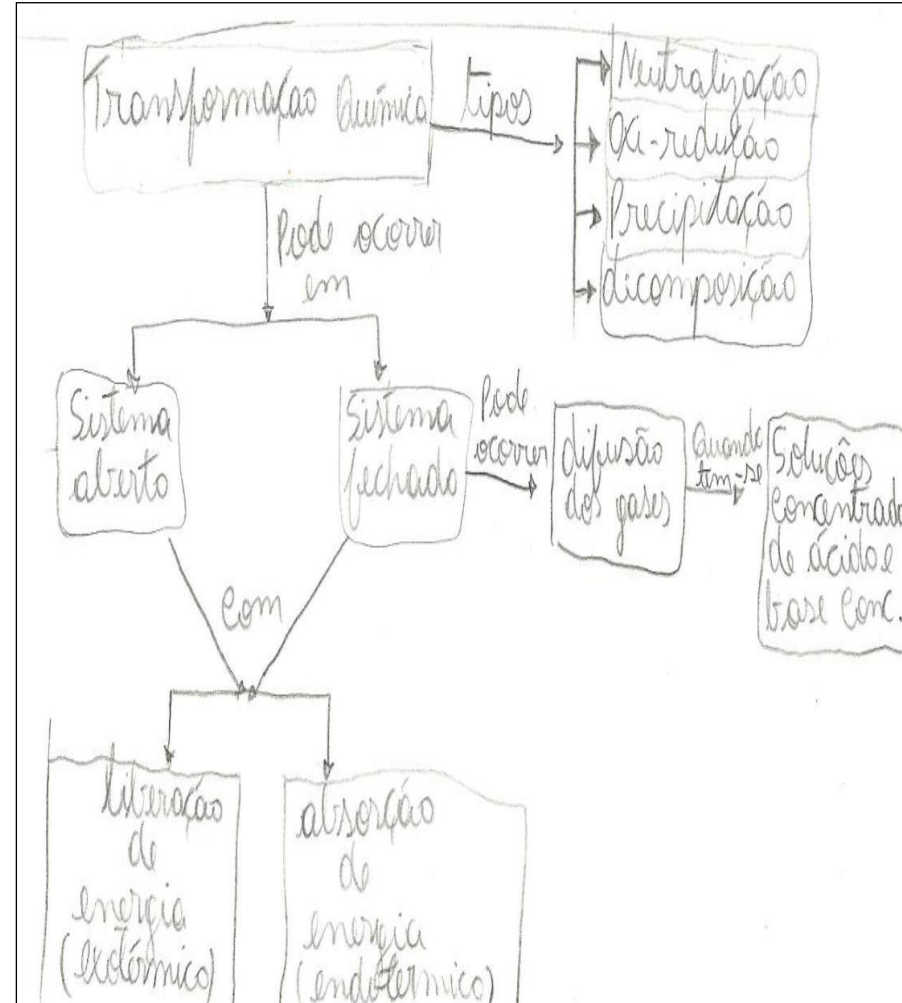 Transformação Química
tipos
Neutralização
Oxi-redução
Precipitação
dicomposição
Pode ocorrer
em
Sistema
aberto
Sistema
fechado
Pode
ocorrer
difusão
dos gases
Quando
tem-se
Soluções
Concentrada
de ácido e
base Conc.
Com
liberação
de
energia
(exotérmico)
absorção
de
energia
(endotérmico)